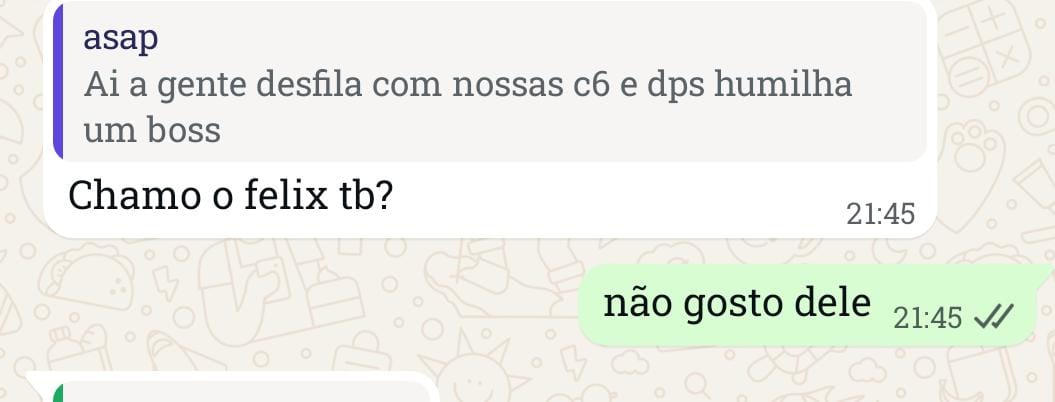 asap
Ai a gente desfila com nossas c6 e dps humilha
um boss
Chamo o felix tb?
21:45
não gosto dele 21:45